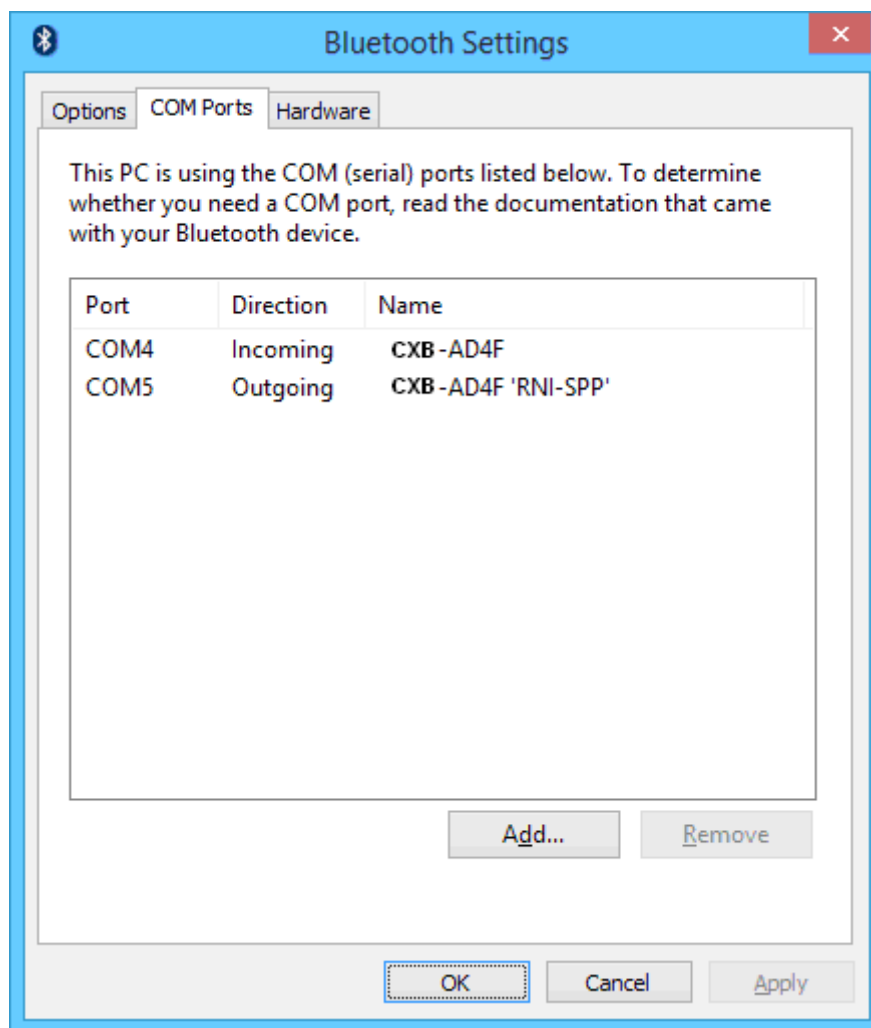 Bluetooth Settings
Options COM Ports Hardware
This PC is using the COM (serial) ports listed below. To determine
whether you need a COM port, read the documentation that came
with your Bluetooth device.
Port Direction Name
COM4 Incoming CXB-AD4F
COM5 Outgoing CXB-AD4F 'RNI-SPP'
Add... Remove
OK Cancel Apply